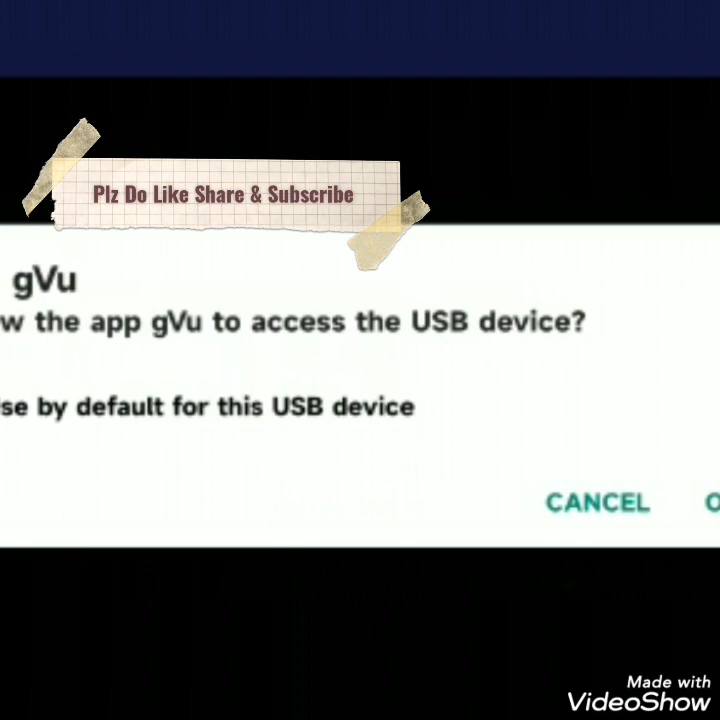 Plz Do Like Share & Subscribe
gVu
w the app gVu to access the USB device?
se by default for this USB device
CANCEL O
Made with
VideoShow